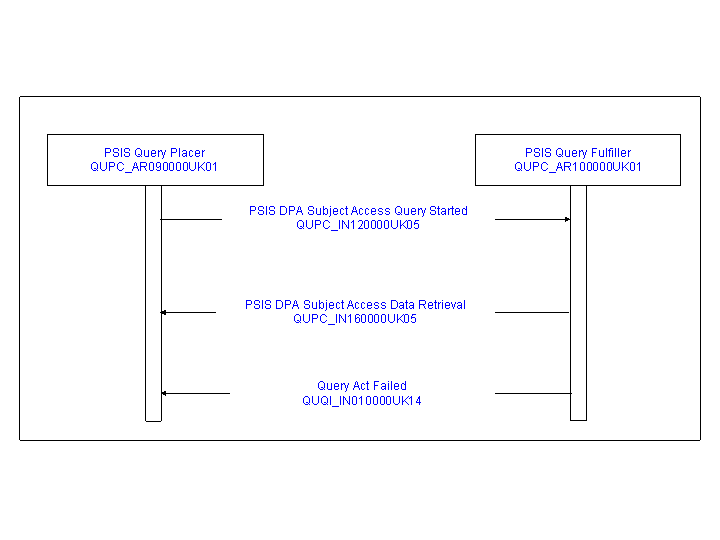 PSIS Query Placer
QUPC_AR090000UK01
PSIS Query Fulfiller
QUPC_AR100000UK01
PSIS DPA Subject Access Query Started
QUPC_IN120000UK05
PSIS DPA Subject Access Data Retrieval
QUPC_IN160000UK05
Query Act Failed
QUQI_IN010000UK14